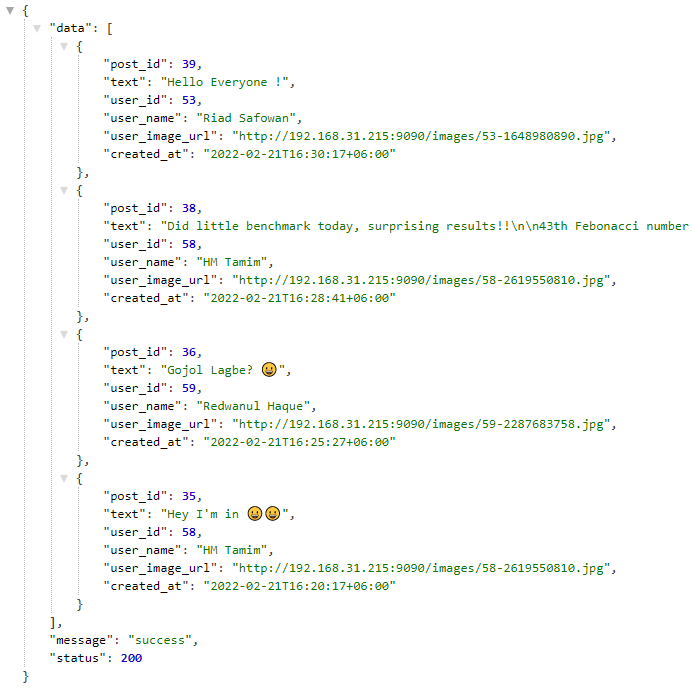 {
"data": [
{
"post_id": 39,
"text": "Hello Everyone !",
"user_id": 53,
"user_name": "Riad Safowan",
"user_image_url": "http://192.168.31.215:9090/images/53-1648980890.jpg",
"created_at": "2022-02-21T16:30:17+06:00"
},
{
"post_id": 38,
"text": "Did little benchmark today, surprising results!!\n\n43th Febonacci number
"user_id": 58,
"user_name": "HM Tamim",
"user_image_url": "http://192.168.31.215:9090/images/58-2619550810.jpg",
"created_at": "2022-02-21T16:28:41+06:00"
},
{
"post_id": 36,
"text": "Gojol Lagbe? 😀",
"user_id": 59,
"user_name": "Redwanul Haque",
"user_image_url": "http://192.168.31.215:9090/images/59-2287683758.jpg",
"created_at": "2022-02-21T16:25:27+06:00"
},
{
"post_id": 35,
"text": "Hey I'm in 😀😀",
"user_id": 58,
"user_name": "HM Tamim",
"user_image_url": "http://192.168.31.215:9090/images/58-2619550810.jpg",
"created_at": "2022-02-21T16:20:17+06:00"
}
],
"message": "success",
"status": 200
}